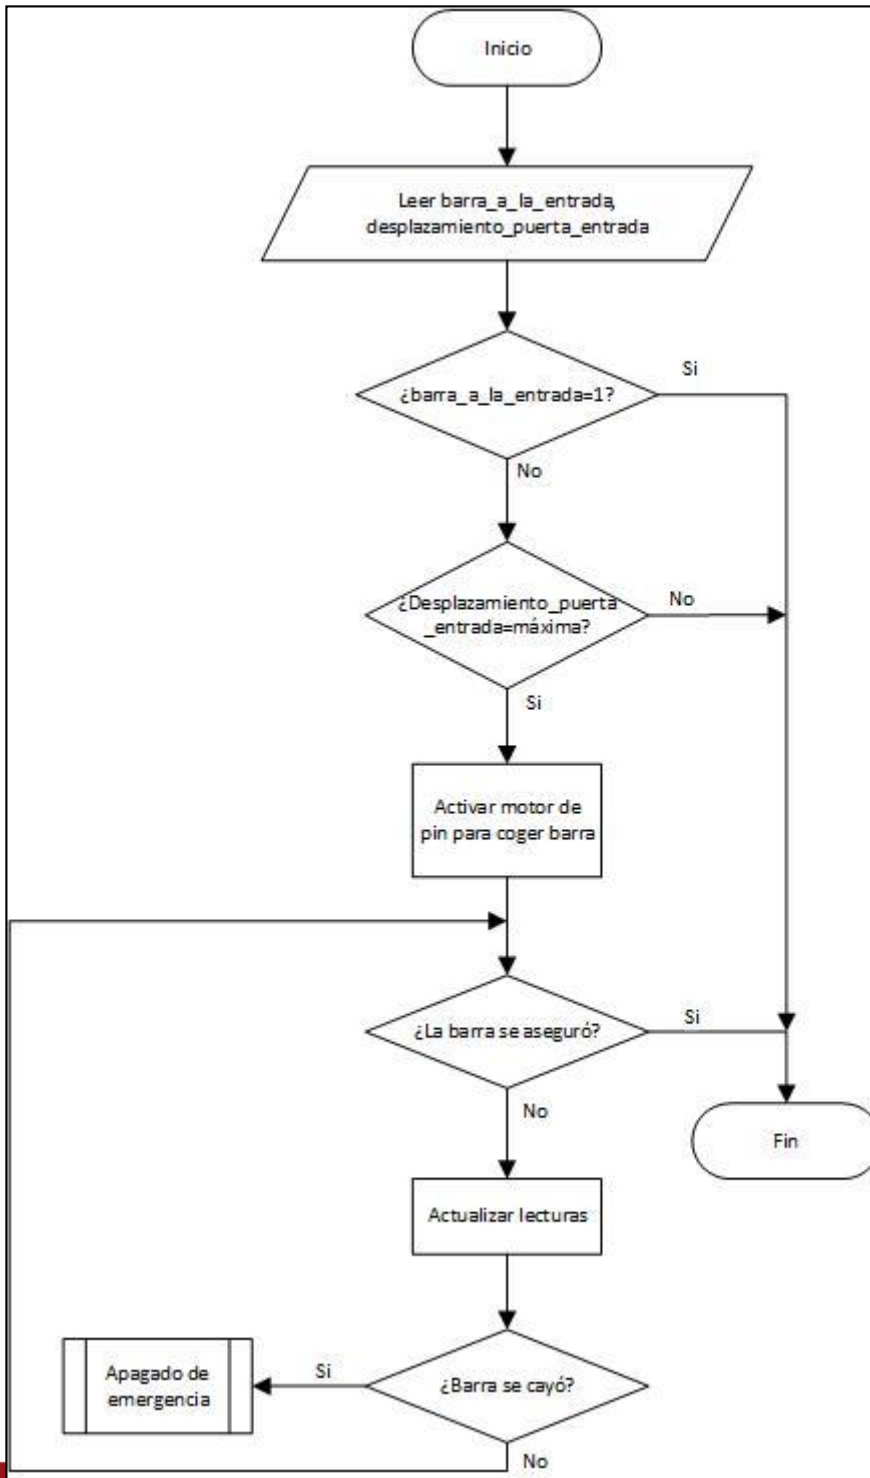 Inicio
Leer barra_a_la_entrada,
desplazamiento_puerta_entrada
Si
¿barra_a_la_entrada=1?
No
¿Desplazamiento_puerta
_entrada=máxima?
No
Si
Activar motor de
pin para coger barra
¿La barra se aseguró?
Si
No
Fin
Actualizar lecturas
Apagado de
emergencia
Si
¿Barra se cayó?
No